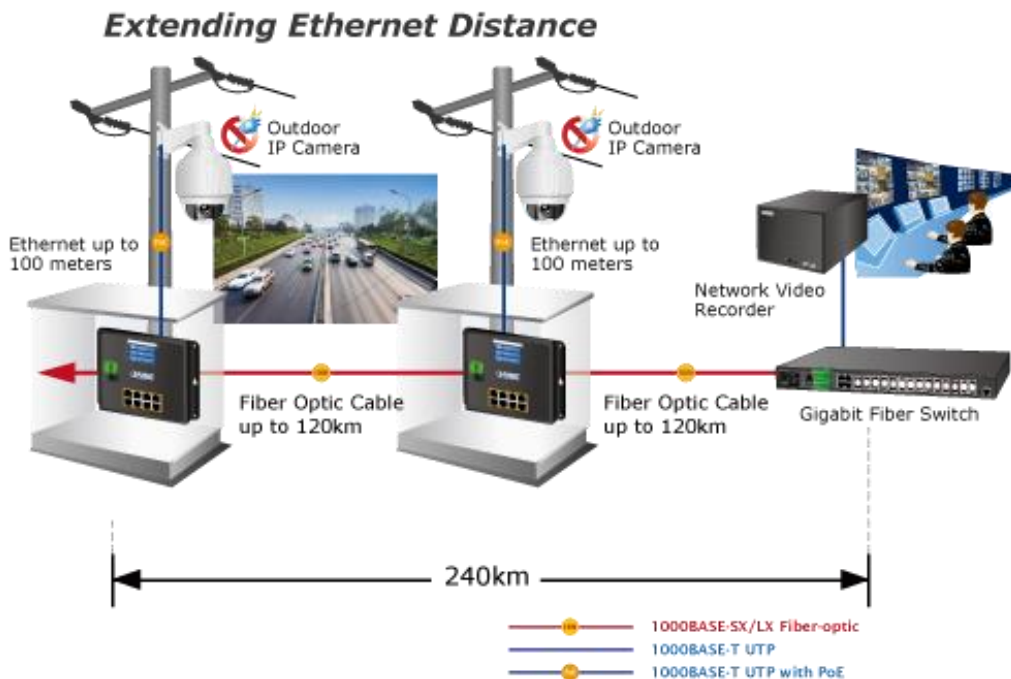 Extending Ethernet Distance
Outdoor
IP Camera
Outdoor
IP Camera
Ethernet up to
100 meters
Ethernet up to
100 meters
Network Video
Recorder
Fiber Optic Cable
up to 120km
Fiber Optic Cable
up to 120km
Gigabit Fiber Switch
240km
1000BASE-SX/LX Fiber-optic
1000BASE-T UTP
PoE
1000BASE-T UTP with PoE